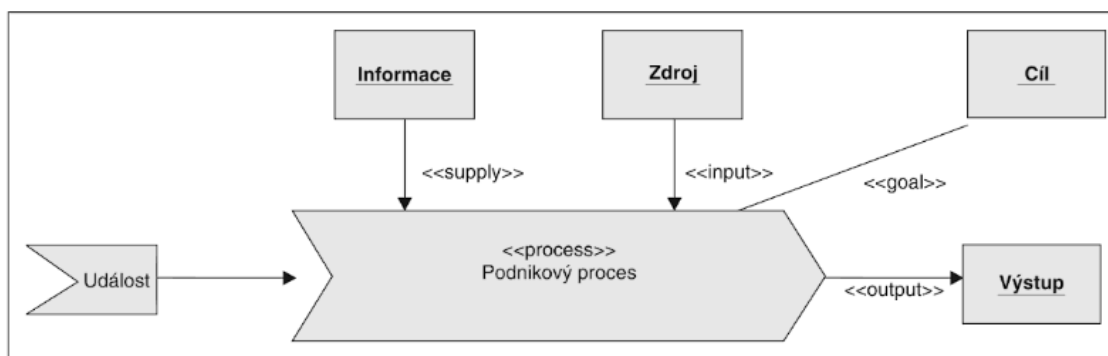 Informace
Zdroj
Cíl
<<supply>>
<<input>>
<<goal>>
Událost
<<process>>
Podnikový proces
<<output>>
Výstup